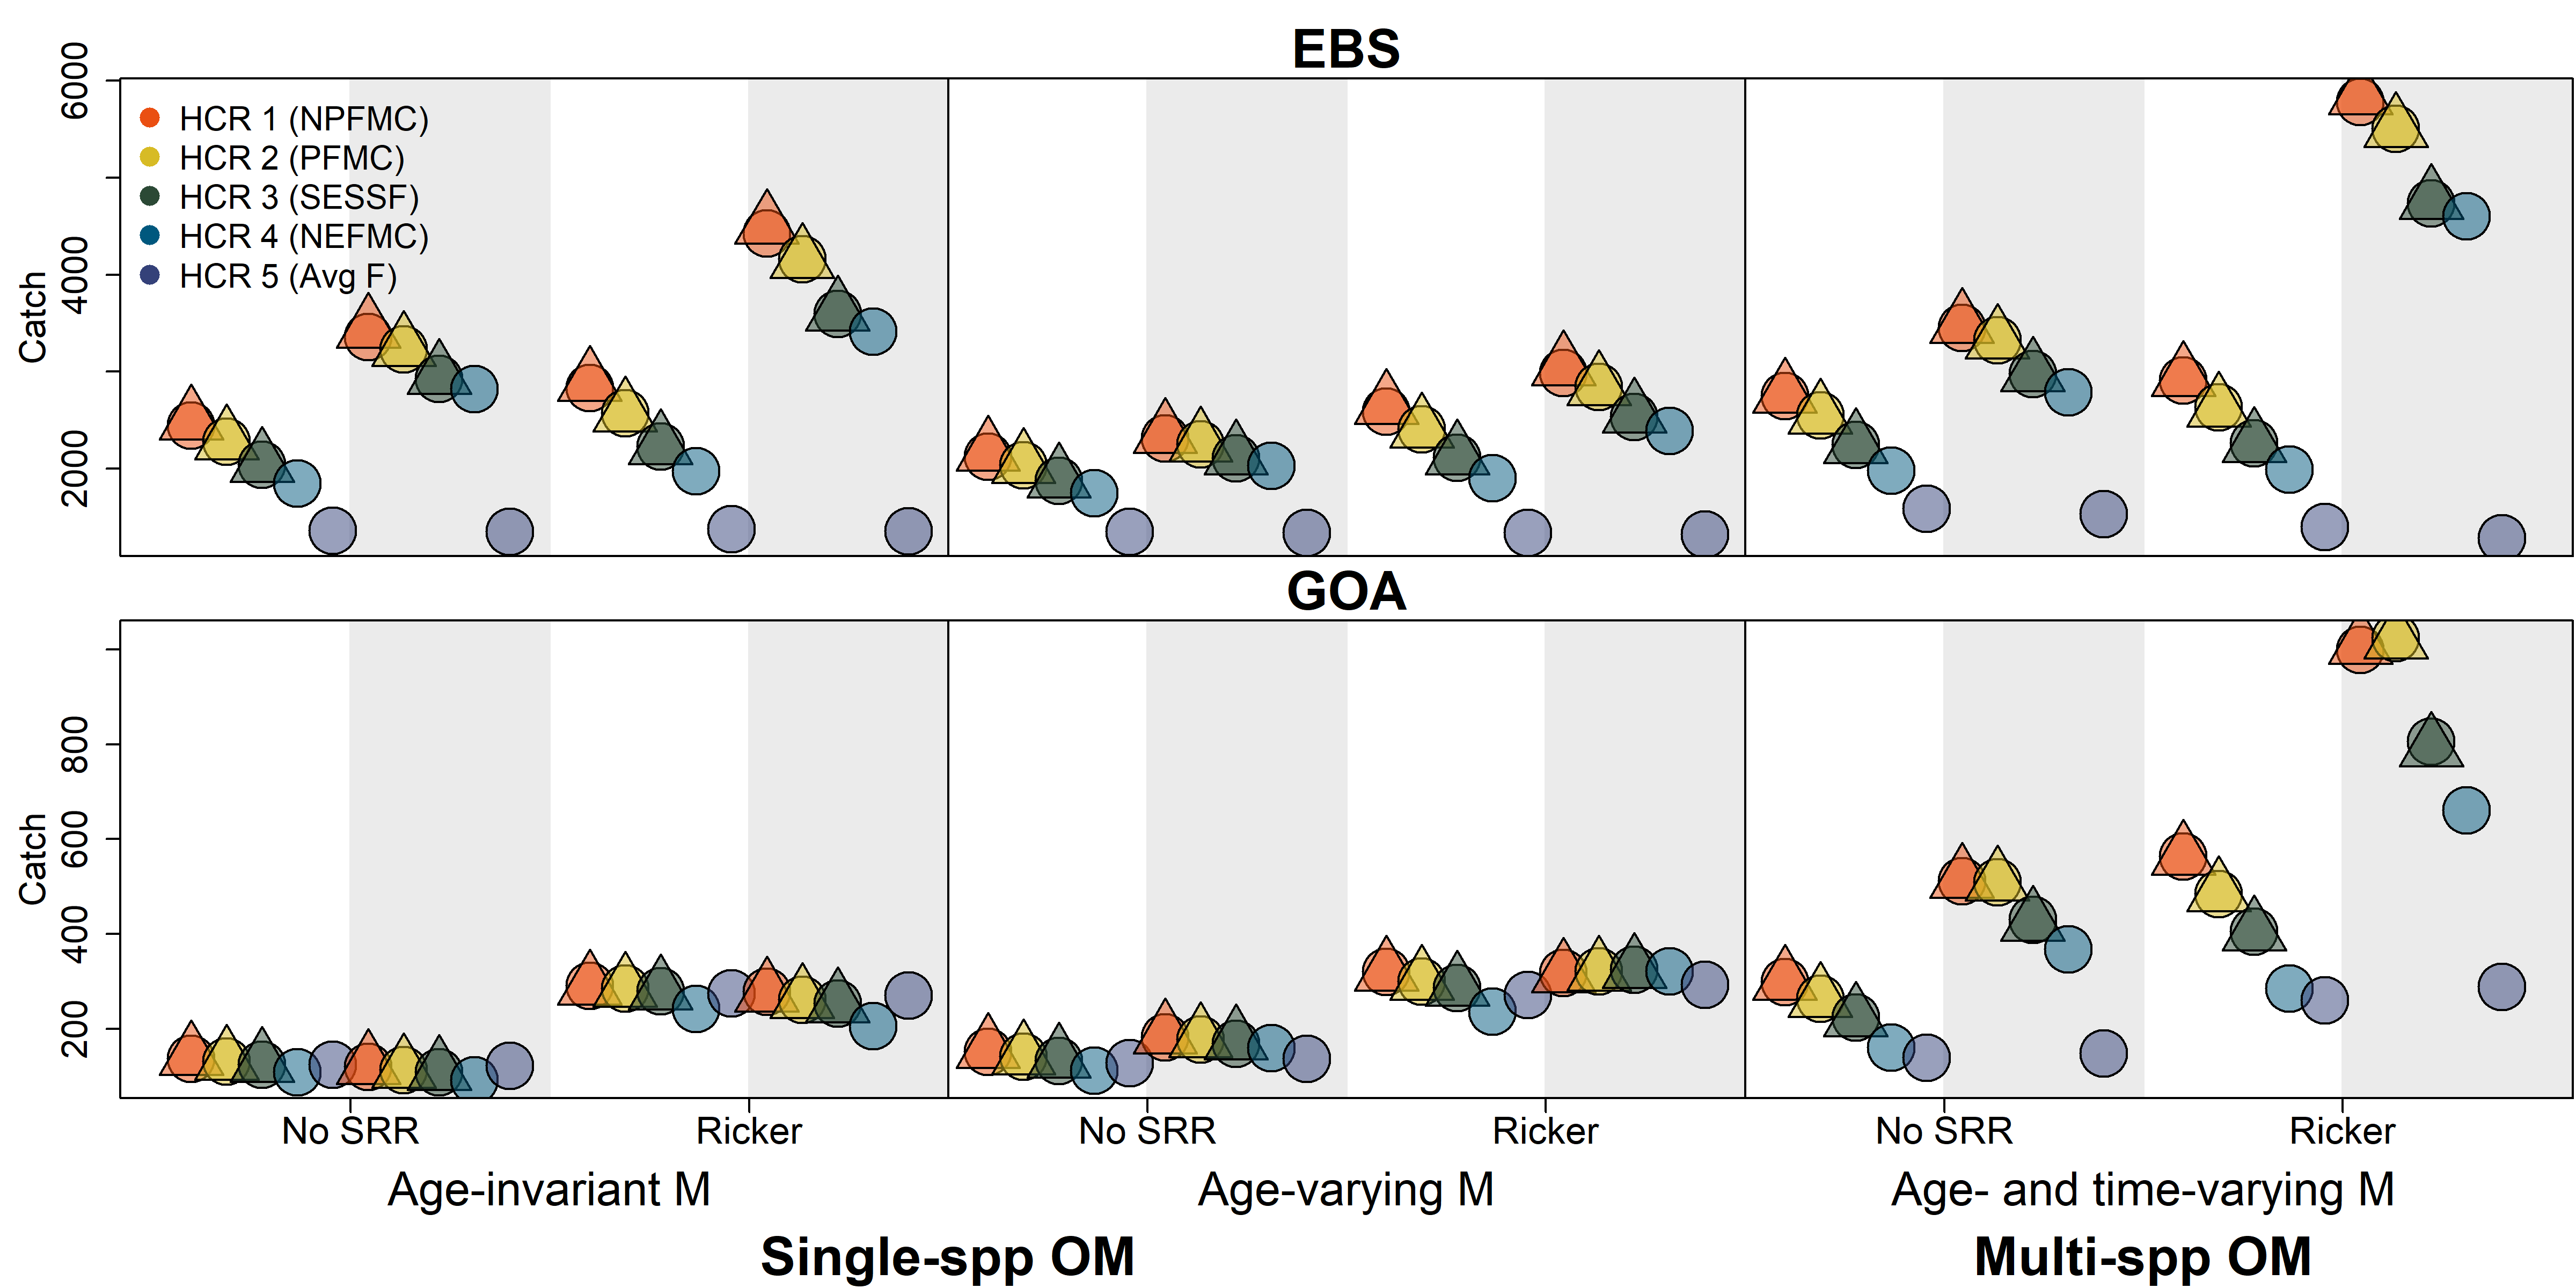 EBS
6000
4000
2000
Catch
HCR 1 (NPFMC)
HCR 2 (PFMC)
HCR 3 (SESSF)
HCR 4 (NEFMC)
HCR 5 (Avg F)
GOA
800
600
400
200
Catch
No SRR Ricker No SRR Ricker No SRR Ricker
Age-invariant M Age-varying M Age- and time-varying M
Single-spp OM Multi-spp OM